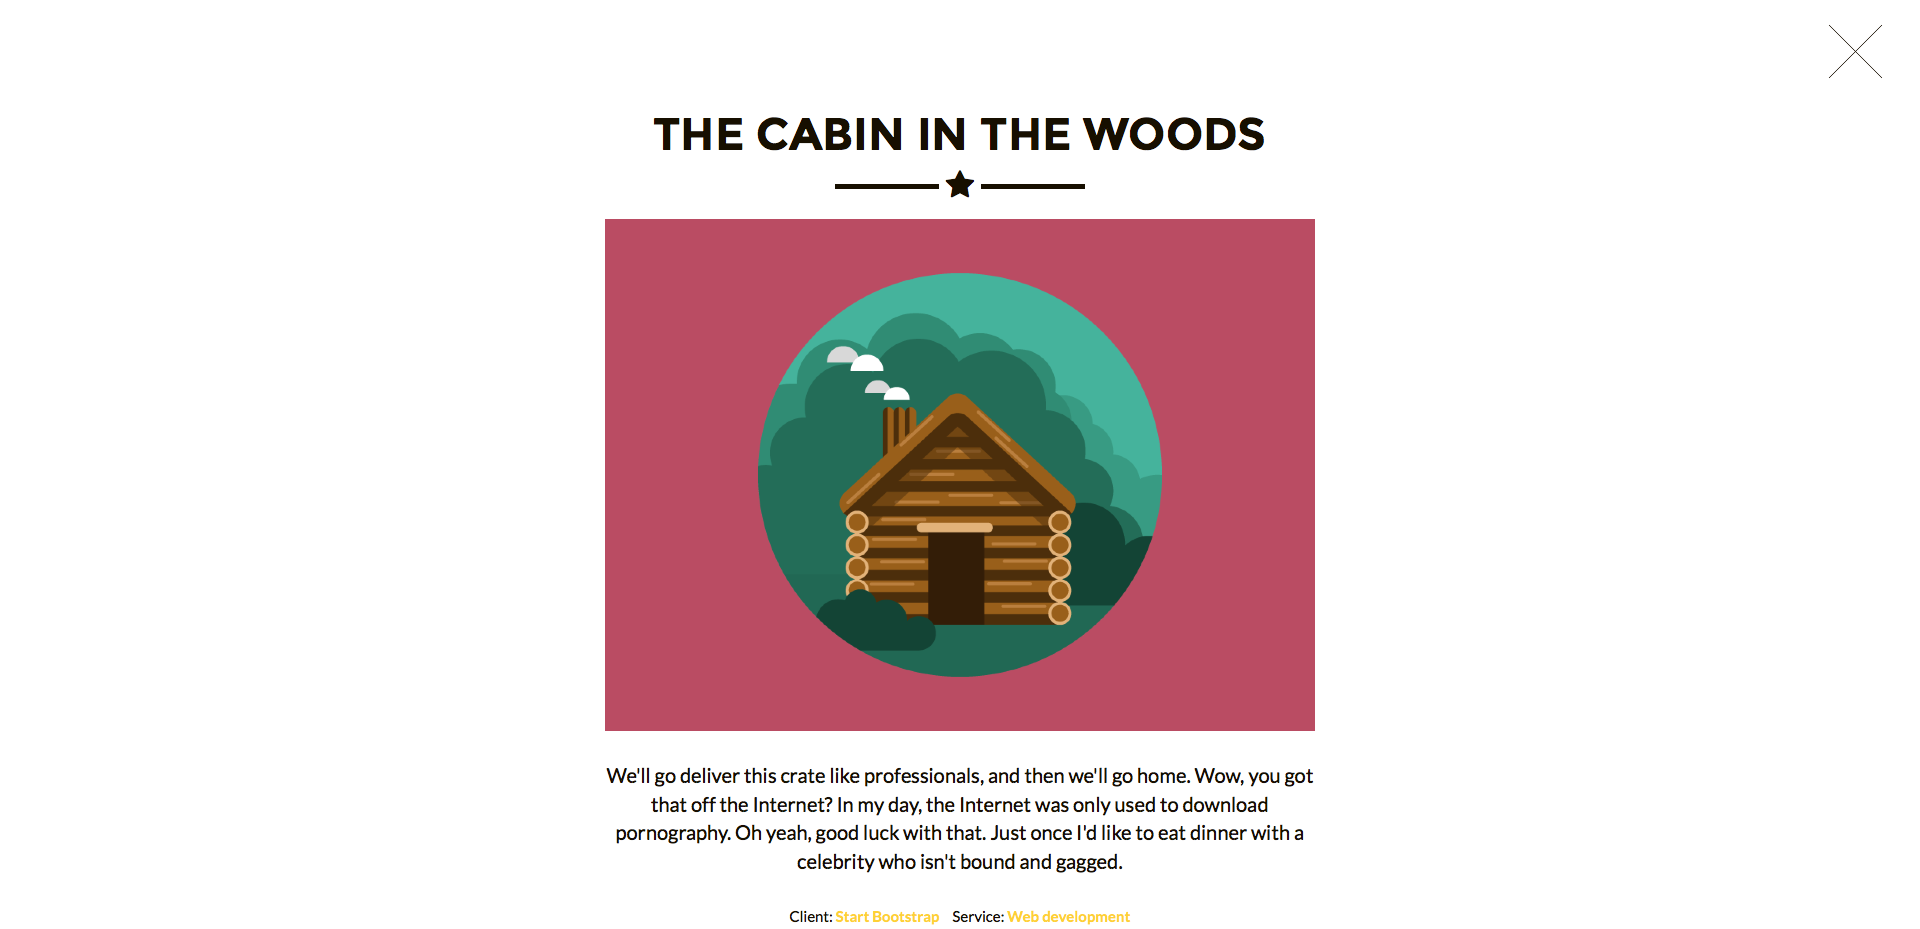 THE CABIN IN THE WOODS
We'll go deliver this crate like professionals, and then we'll go home. Wow, you got
that off the Internet? In my day, the Internet was only used to download
pornography. Oh yeah, good luck with that. Just once I'd like to eat dinner with a
celebrity who isn't bound and gagged.
Client: Start Bootstrap Service: Web development